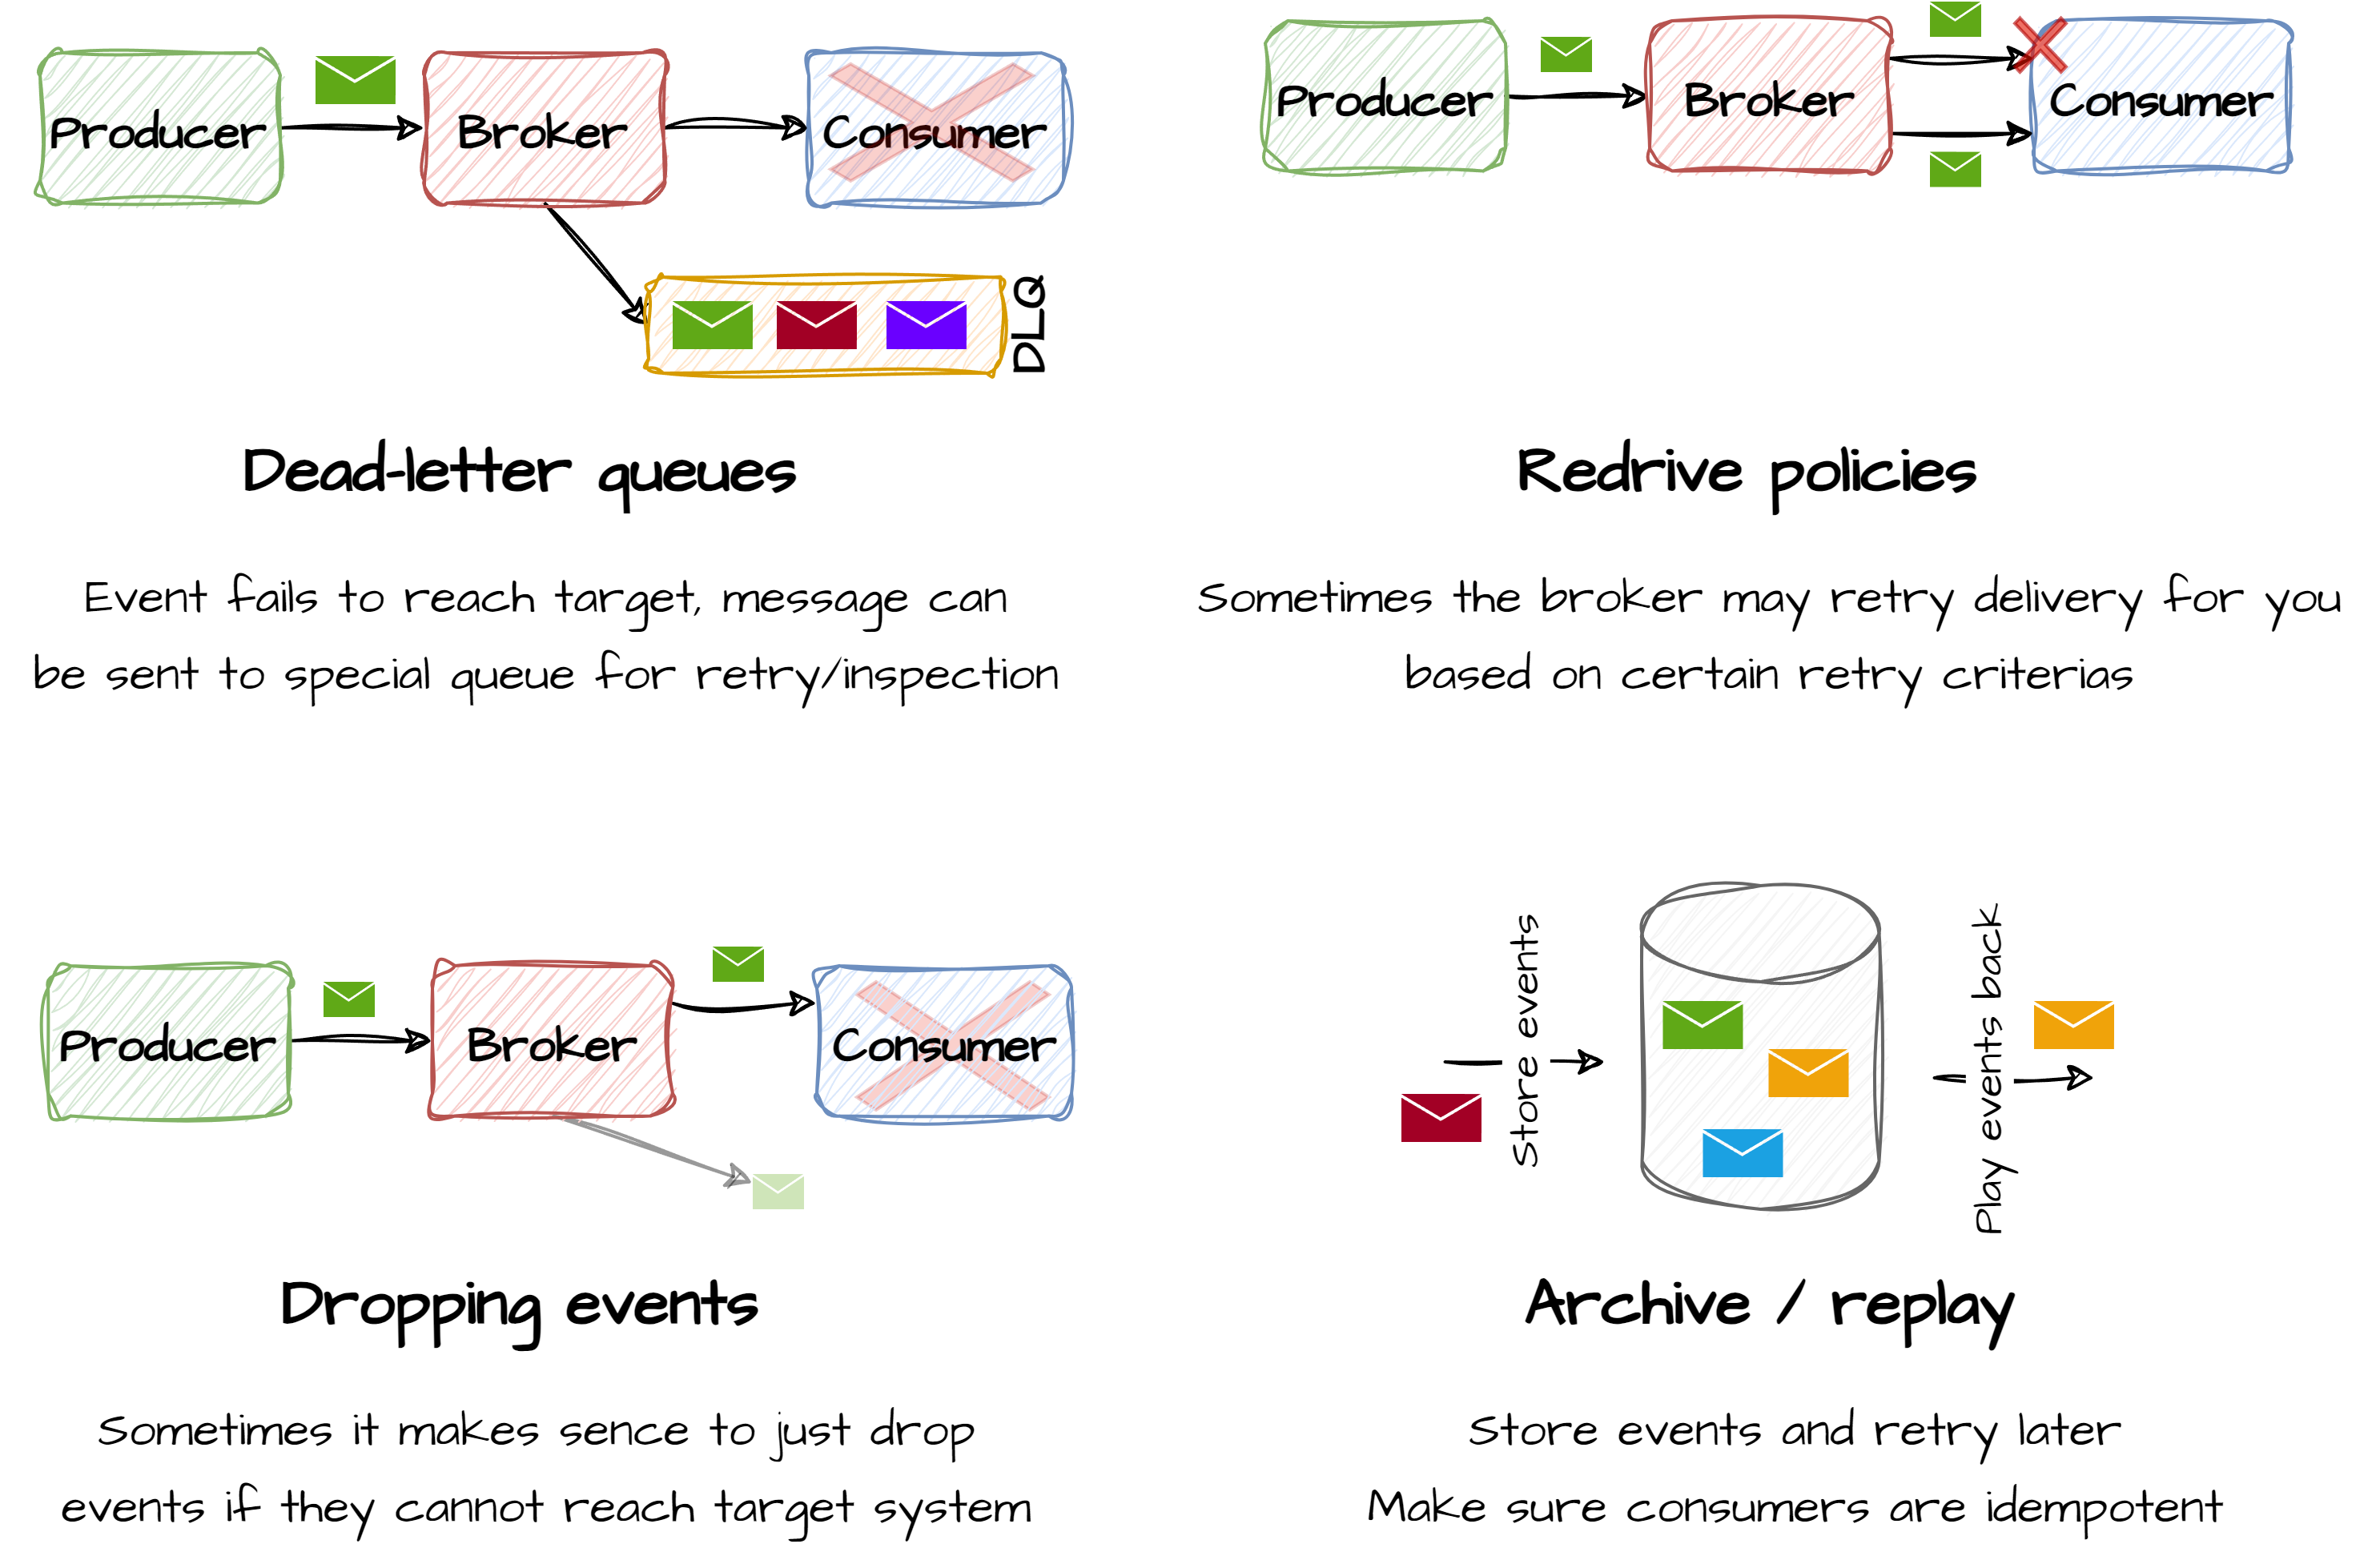 Producer
Broker
Consumer
DLQ
Dead-letter queues
Event fails to reach target, message can
be sent to special queue for retry/inspection
Producer
Broker
Consumer
Redrive policies
Sometimes the broker may retry delivery for you
based on certain retry criterias
Producer
Broker
Consumer
Dropping events
Sometimes it makes sence to just drop
events if they cannot reach target system
Store events
Play events back
Archive / replay
Store events and retry later
Make sure consumers are idempotent